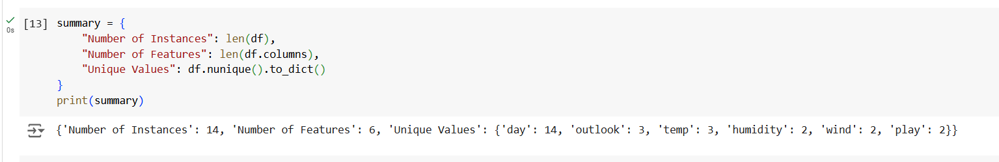 [13] summary = {
"Number of Instances": len(df),
"Number of Features": len(df.columns),
"Unique Values": df.nunique().to_dict()
}
print(summary)
0s
{'Number of Instances': 14, 'Number of Features': 6, 'Unique Values': {'day': 14, 'outlook': 3, 'temp': 3, 'humidity': 2, 'wind': 2, 'play': 2}}